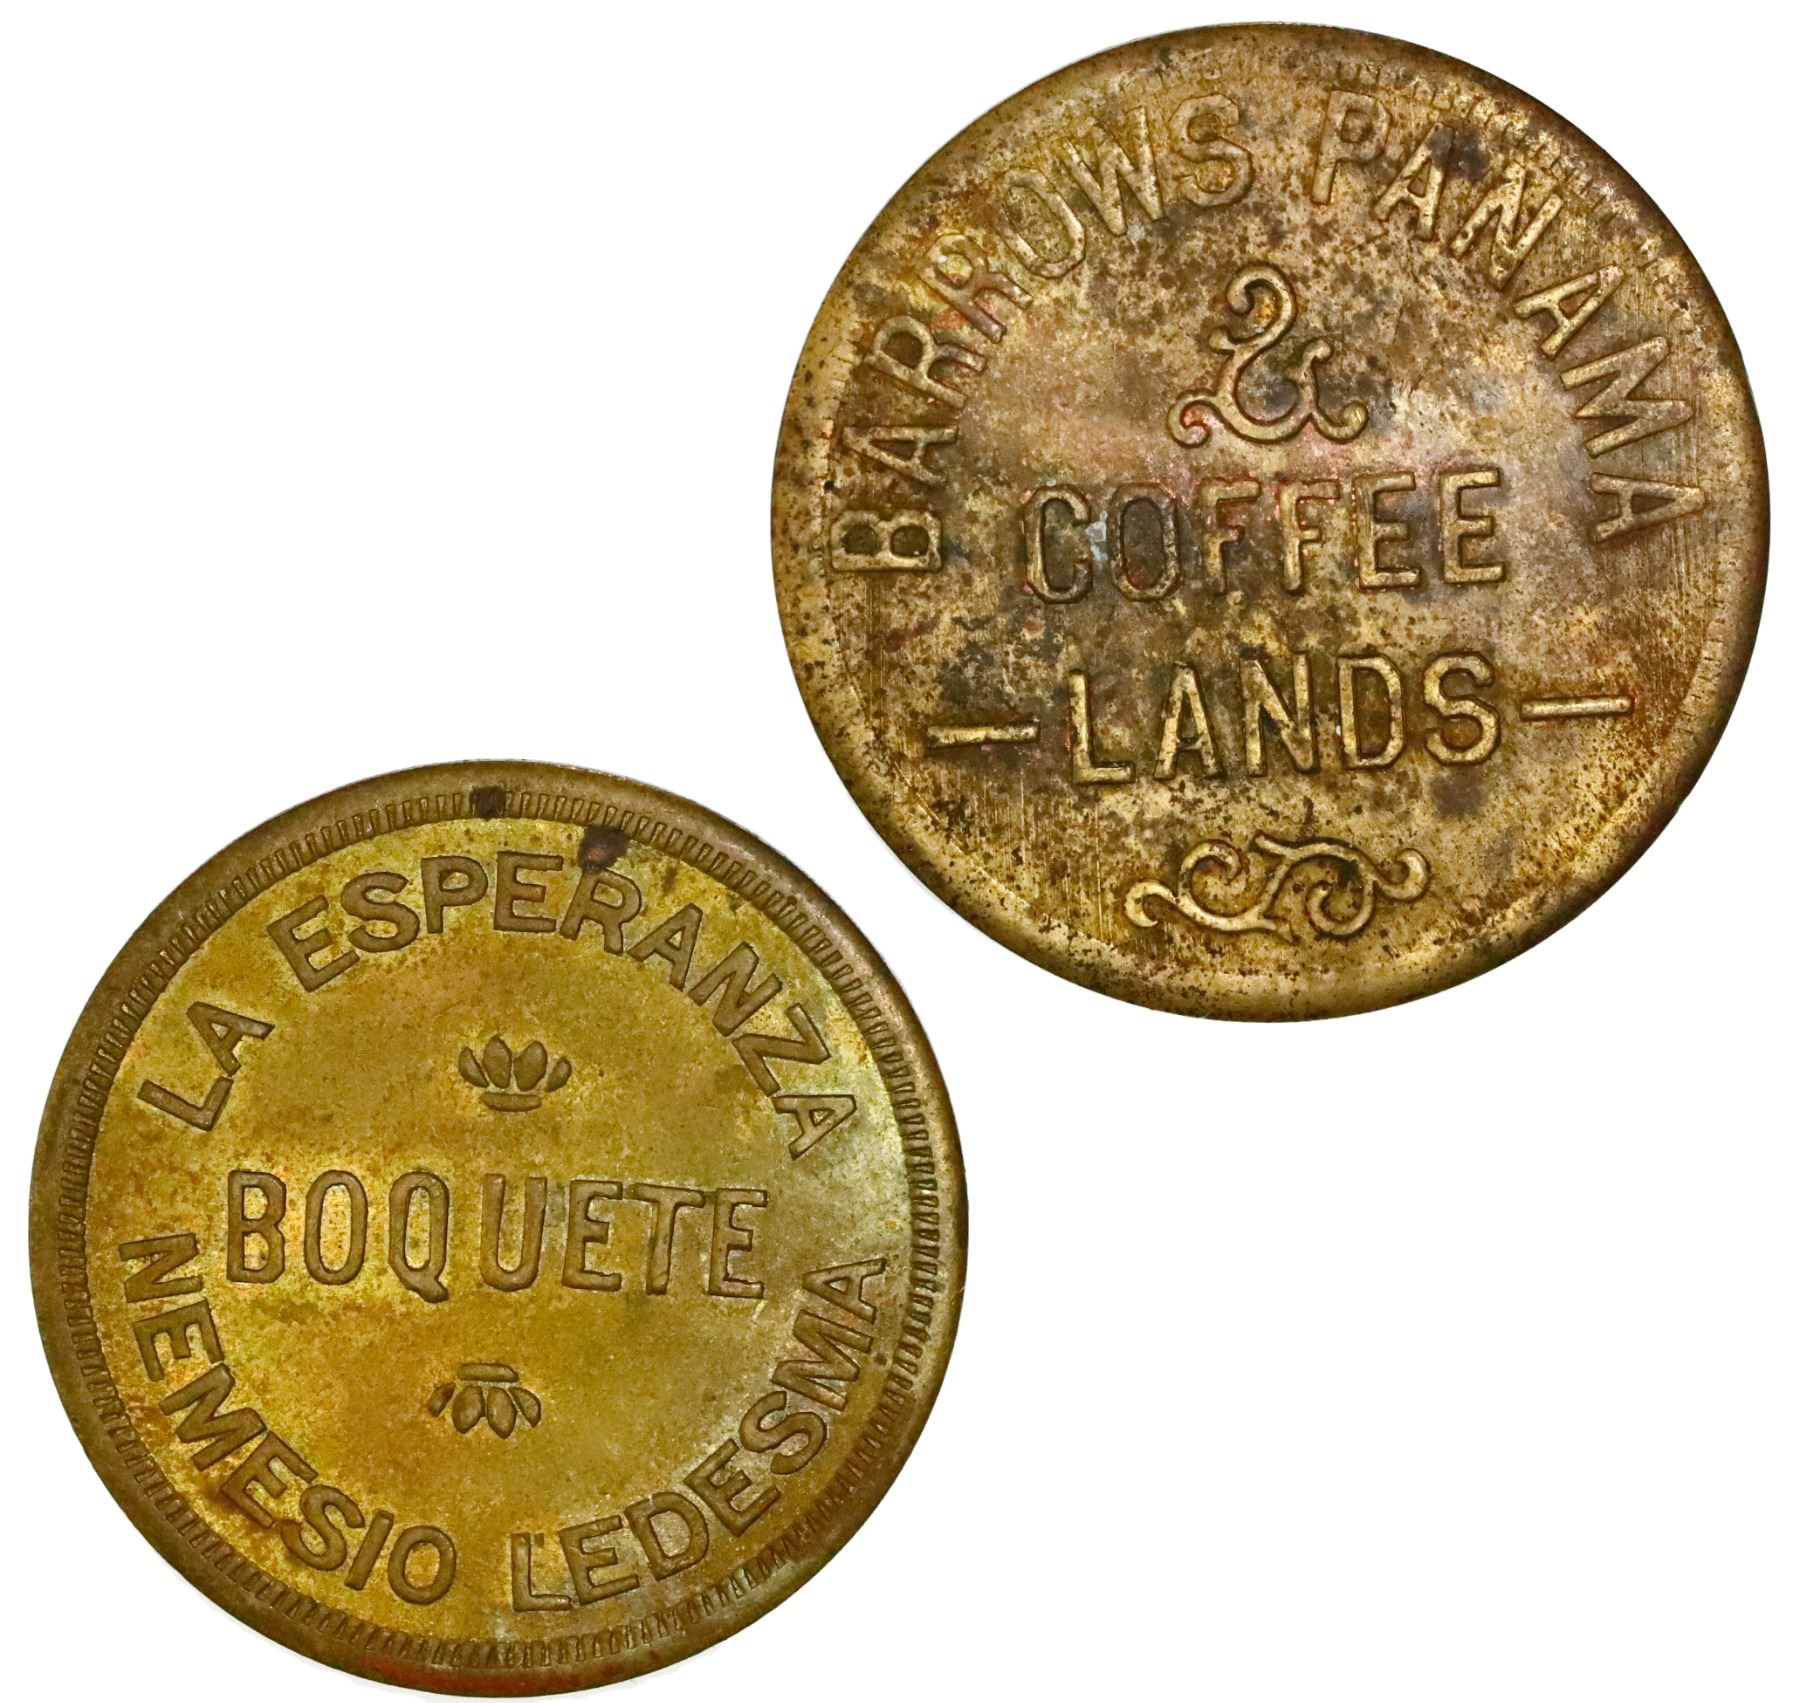 BARROWS PANAMA
&
COFFEE
- LANDS -
LA ESPERANZA
BOQUETE
NEMESIO LEDESMA